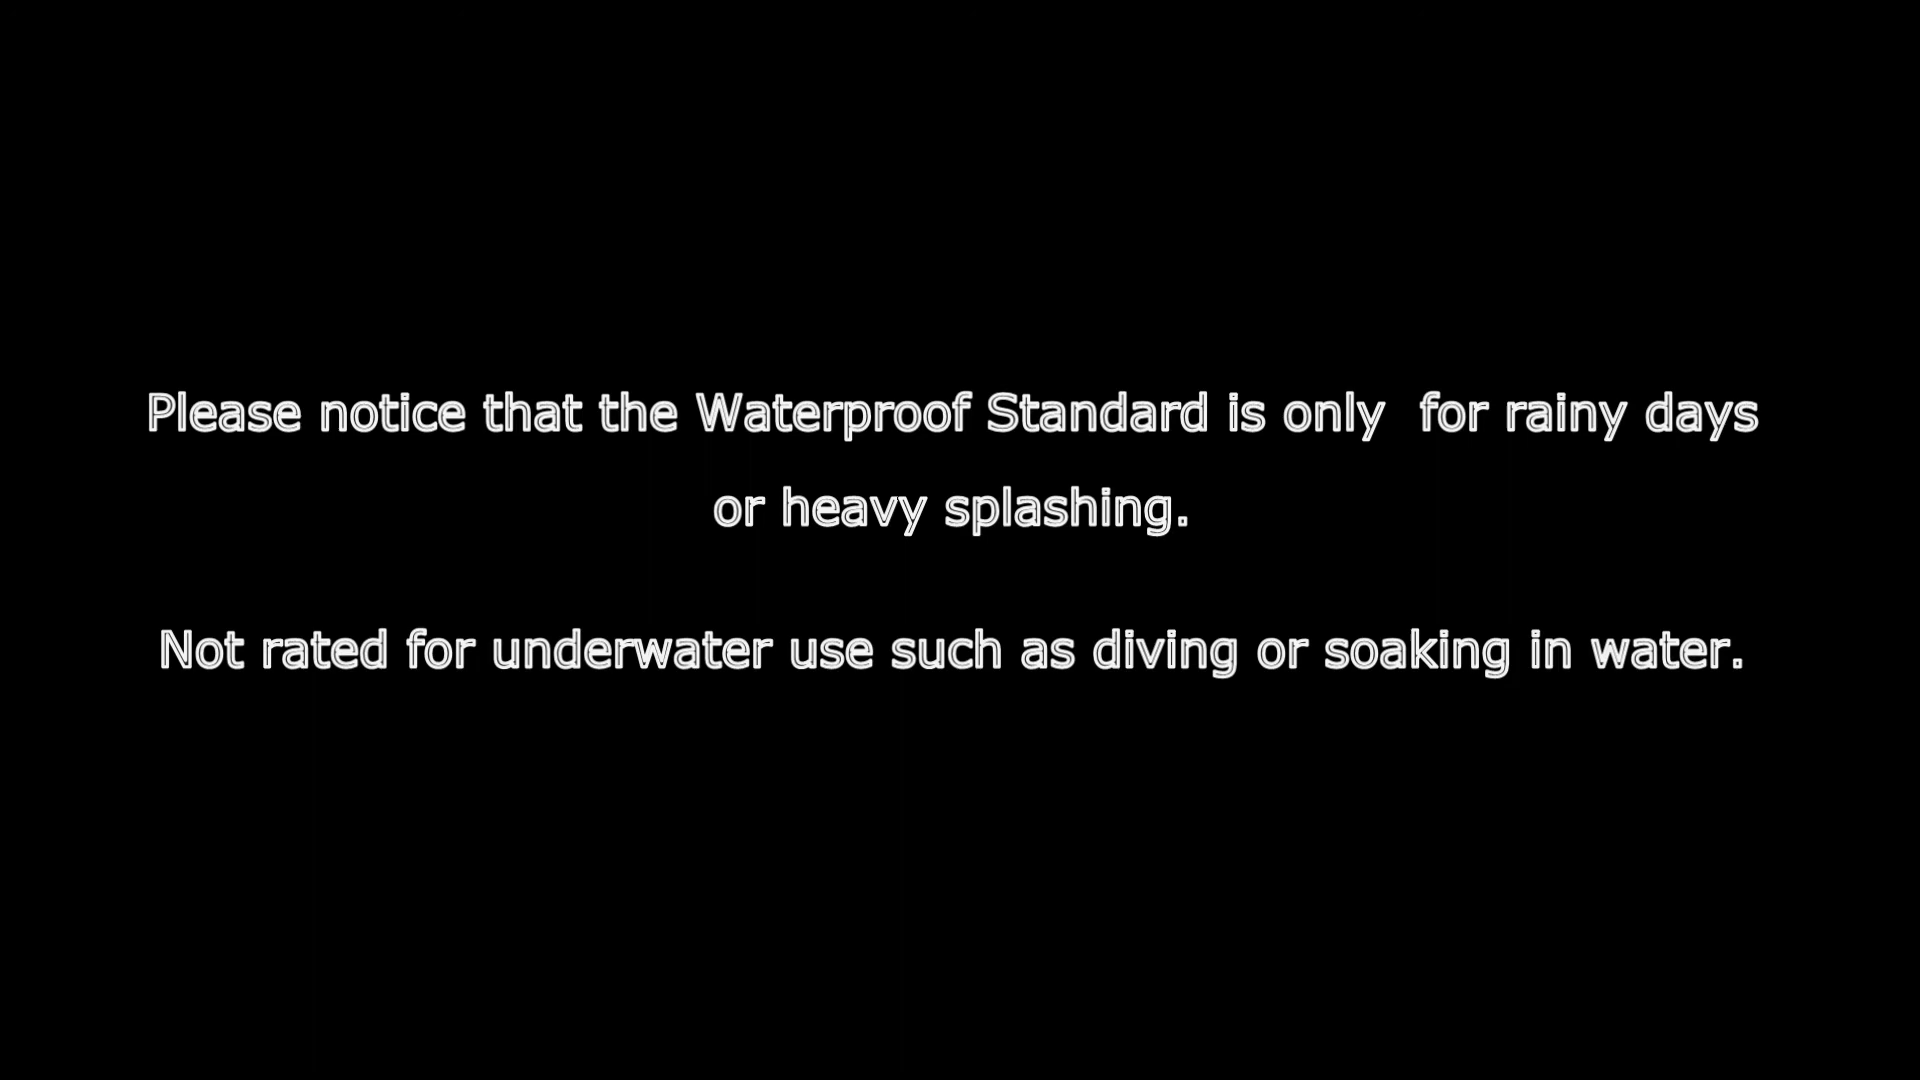 Please notice that the Waterproof Standard is only  for rainy days
or heavy splashing.
Not rated for underwater use such as diving or soaking in water.